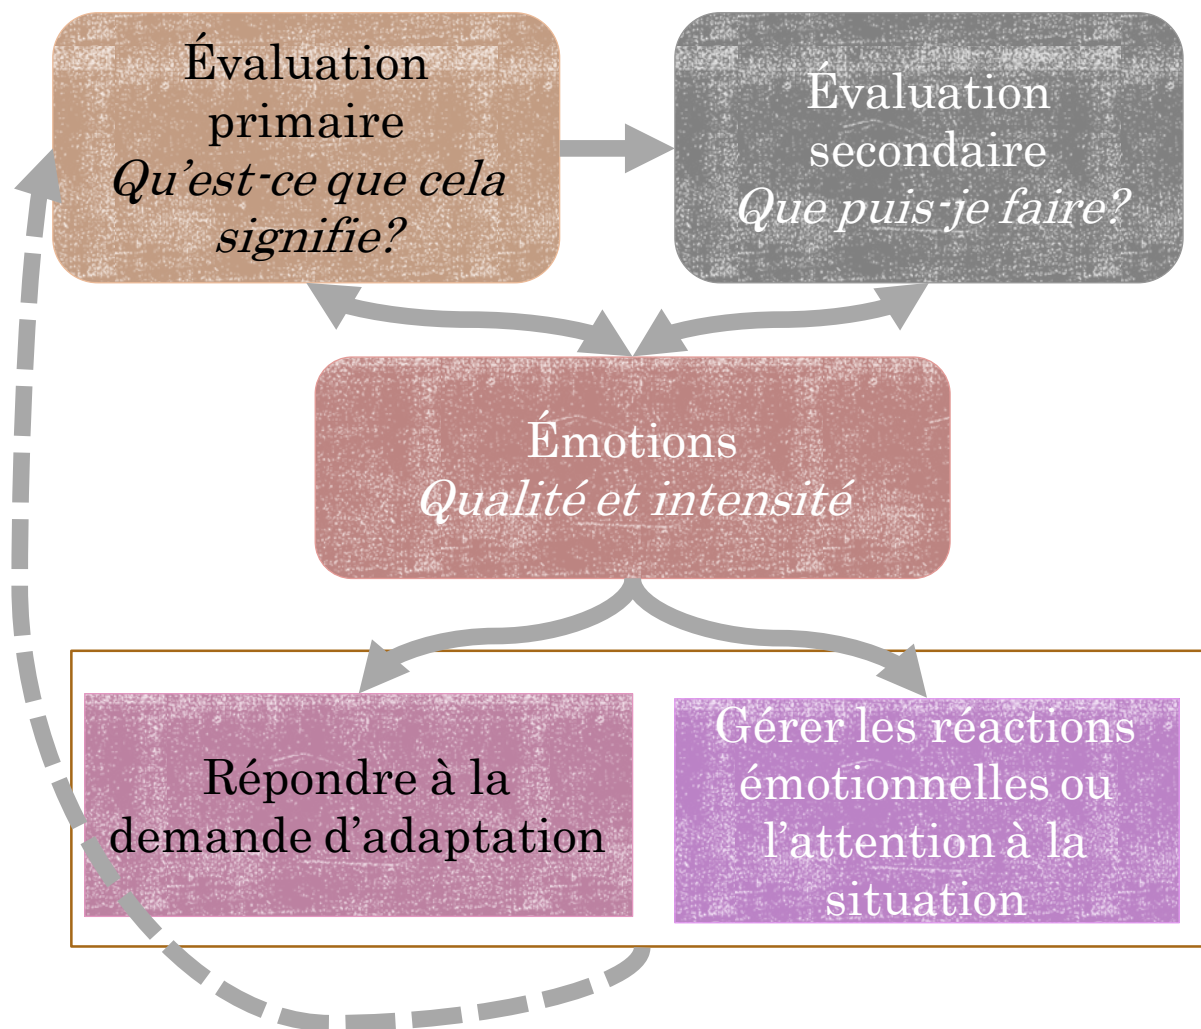 Évaluation
primaire
Qu'est-ce que cela
signifie?
Évaluation
secondaire
Que puis-je faire?
Émotions
Qualité et intensité
Répondre à la
demande d'adaptation
Gérer les réactions
émotionnelles ou
l'attention à la
situation